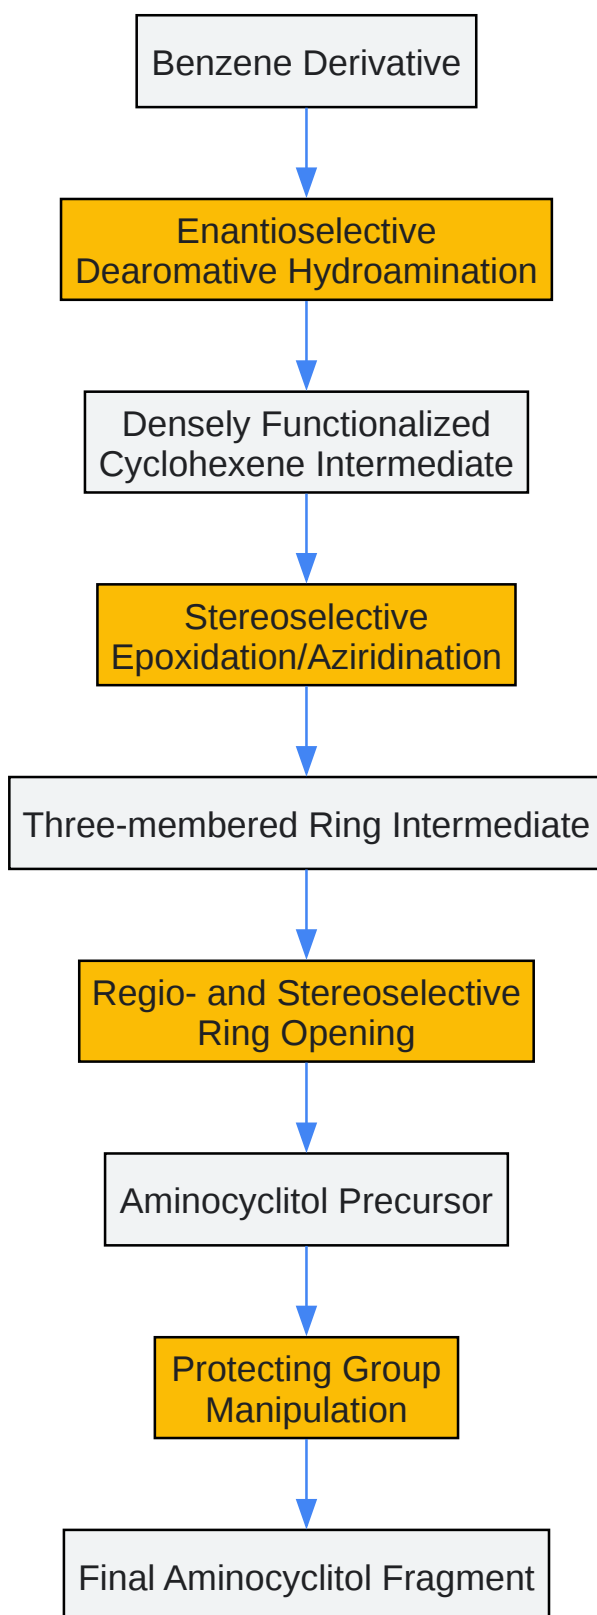 Benzene Derivative
Enantioselective
Dearomative Hydroamination
Densely Functionalized
Cyclohexene Intermediate
Stereoselective
Epoxidation/Aziridination
Three-membered Ring Intermediate
Regio- and Stereoselective
Ring Opening
Aminocyclitol Precursor
Protecting Group
Manipulation
Final Aminocyclitol Fragment